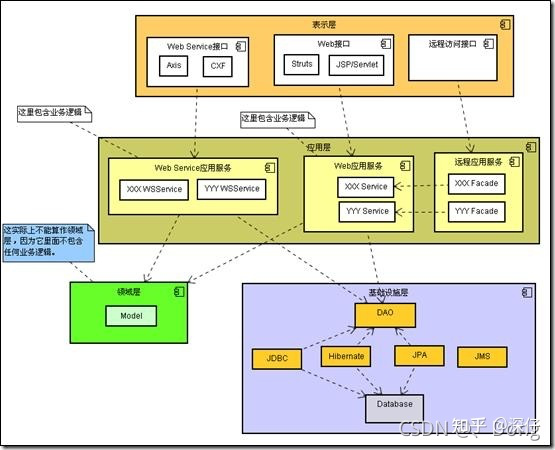 表示层
Web Service接口
Axis
CXF
Web接口
Struts
JSP/Servlet
远程访问接口
这里包含业务逻辑
这里包含业务逻辑
应用层
Web Service应用服务
XXX WSService
YYY WSService
Web应用服务
XXX Service
YYY Service
远程应用服务
XXX Facade
YYY Facade
这实际上不能算作领域
层，因为它里面不包含
任何业务逻辑。
领域层
Model
基础设施层
DAO
JDBC
Hibernate
JPA
JMS
Database
CSDN
知乎 @深仔